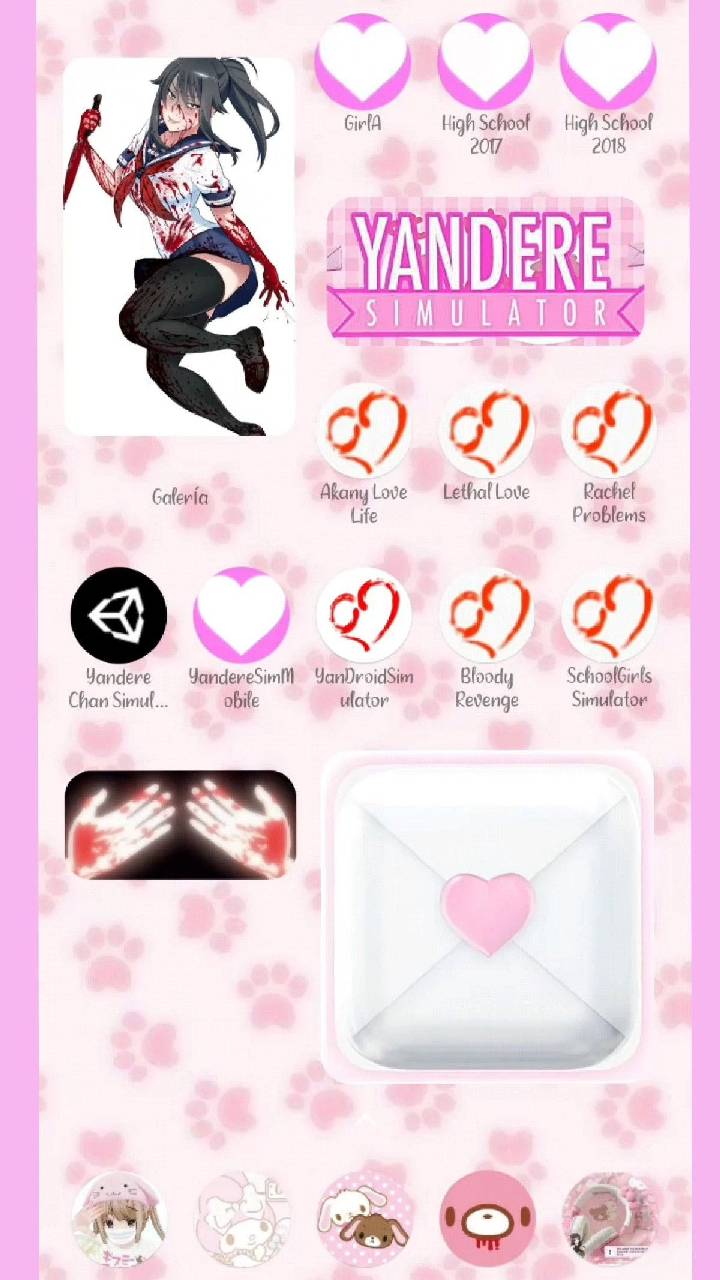 GirlA
High School
2017
High School
2018
YANDERE
SIMULATOR
Galería
Akany Love
Life
Lethal Love
Rachel
Problems
Yandere
Chan Simul...
YandereSimM
obile
YanDroidSim
ulator
Bloody
Revenge
SchoolGirls
Simulator